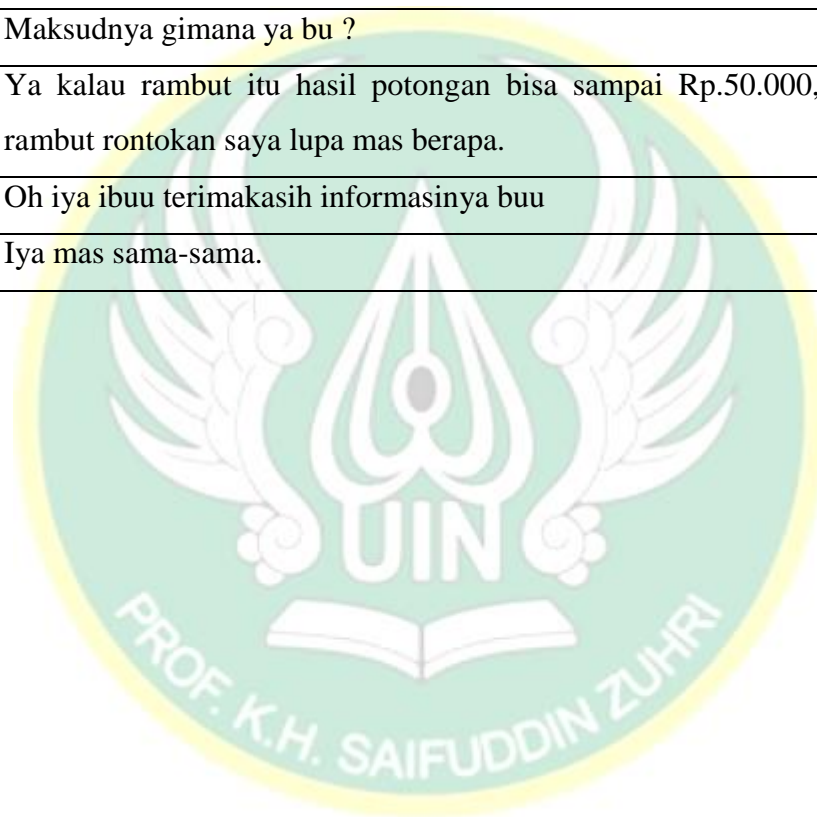 Maksudnya gimana ya bu ?
Ya kalau rambut itu hasil potongan bisa sampai Rp.50.000,
rambut rontokan saya lupa mas berapa.
Oh iya ibuu terimakasih informasinya buu
Iya mas sama-sama.
UIN
PROF. K.H. SAIFUDDIN ZUHRI